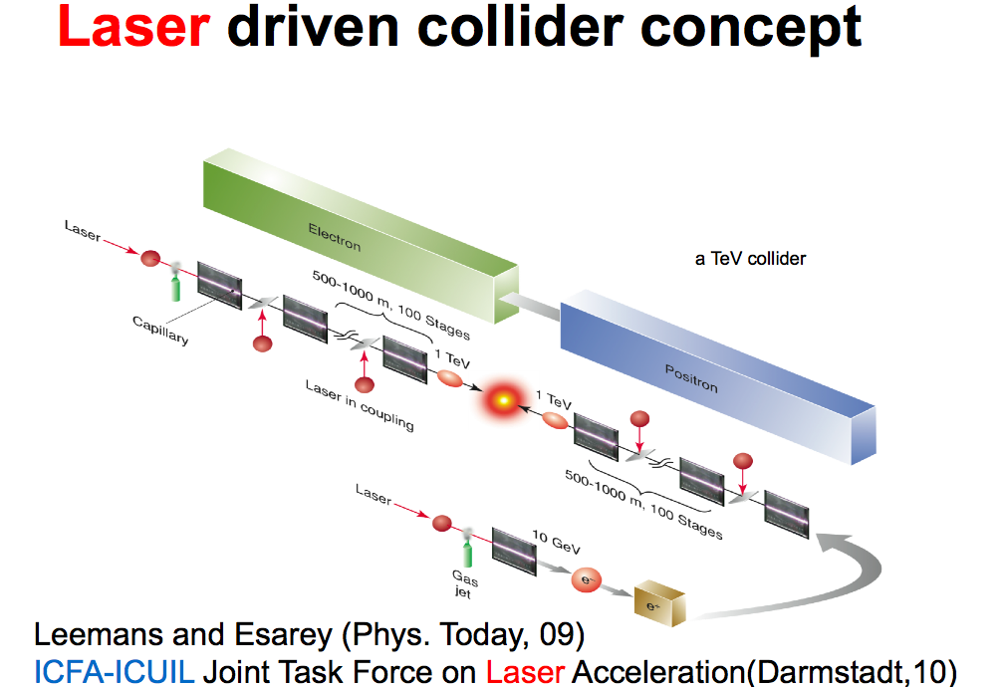 Laser driven collider concept
Electron
Laser
a TeV collider
500-1000 m, 100 Stages
Capillary
1 TeV
Positron
Laser in coupling
1 TeV
500-1000 m, 100 Stages
Laser
10 GeV
Gas
jet
e-
e+
Leemans and Esarey (Phys. Today, 09)
ICFA-ICUIL Joint Task Force on Laser Acceleration(Darmstadt,10)